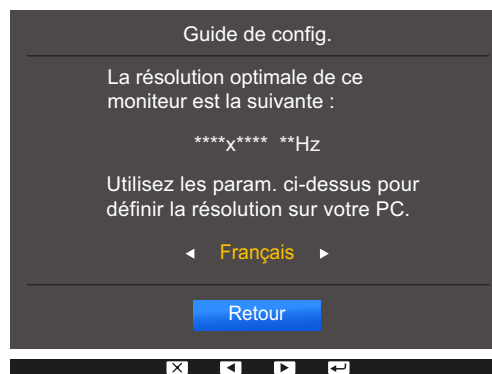 Guide de config.
La résolution optimale de ce
moniteur est la suivante :
****x**** **Hz
Utilisez les param. ci-dessus pour
définir la résolution sur votre PC.
Français
Retour